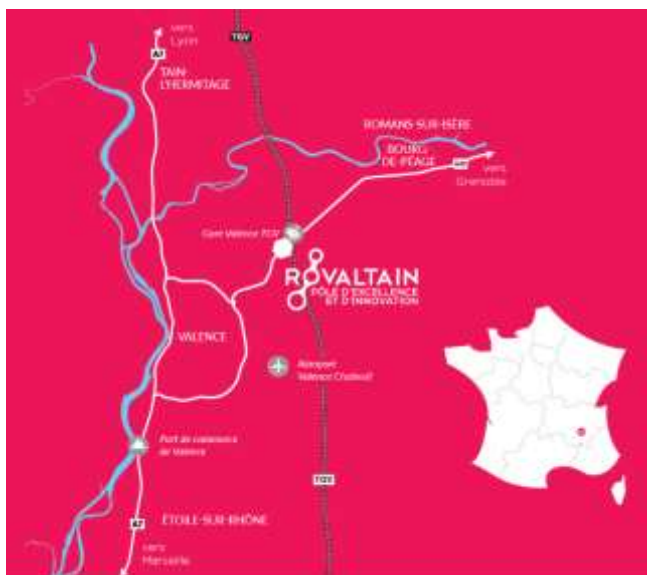 vers
Lyon
TGV
A7
TAIN
L'HERMITAGE
ROMANS-SUR-ISÈRE
BOURG
DE-PÉAGE
vers
Grenoble
Gare Valence TGV
ROVALTAIN
PÔLE D'EXCELLENCE
ET D'INNOVATION
VALENCE
Aéroport
Valence Chabeuil
Port de commerce
de Valence
TGV
A7
ÉTOILE-SUR-RHÔNE
vers
Marseille